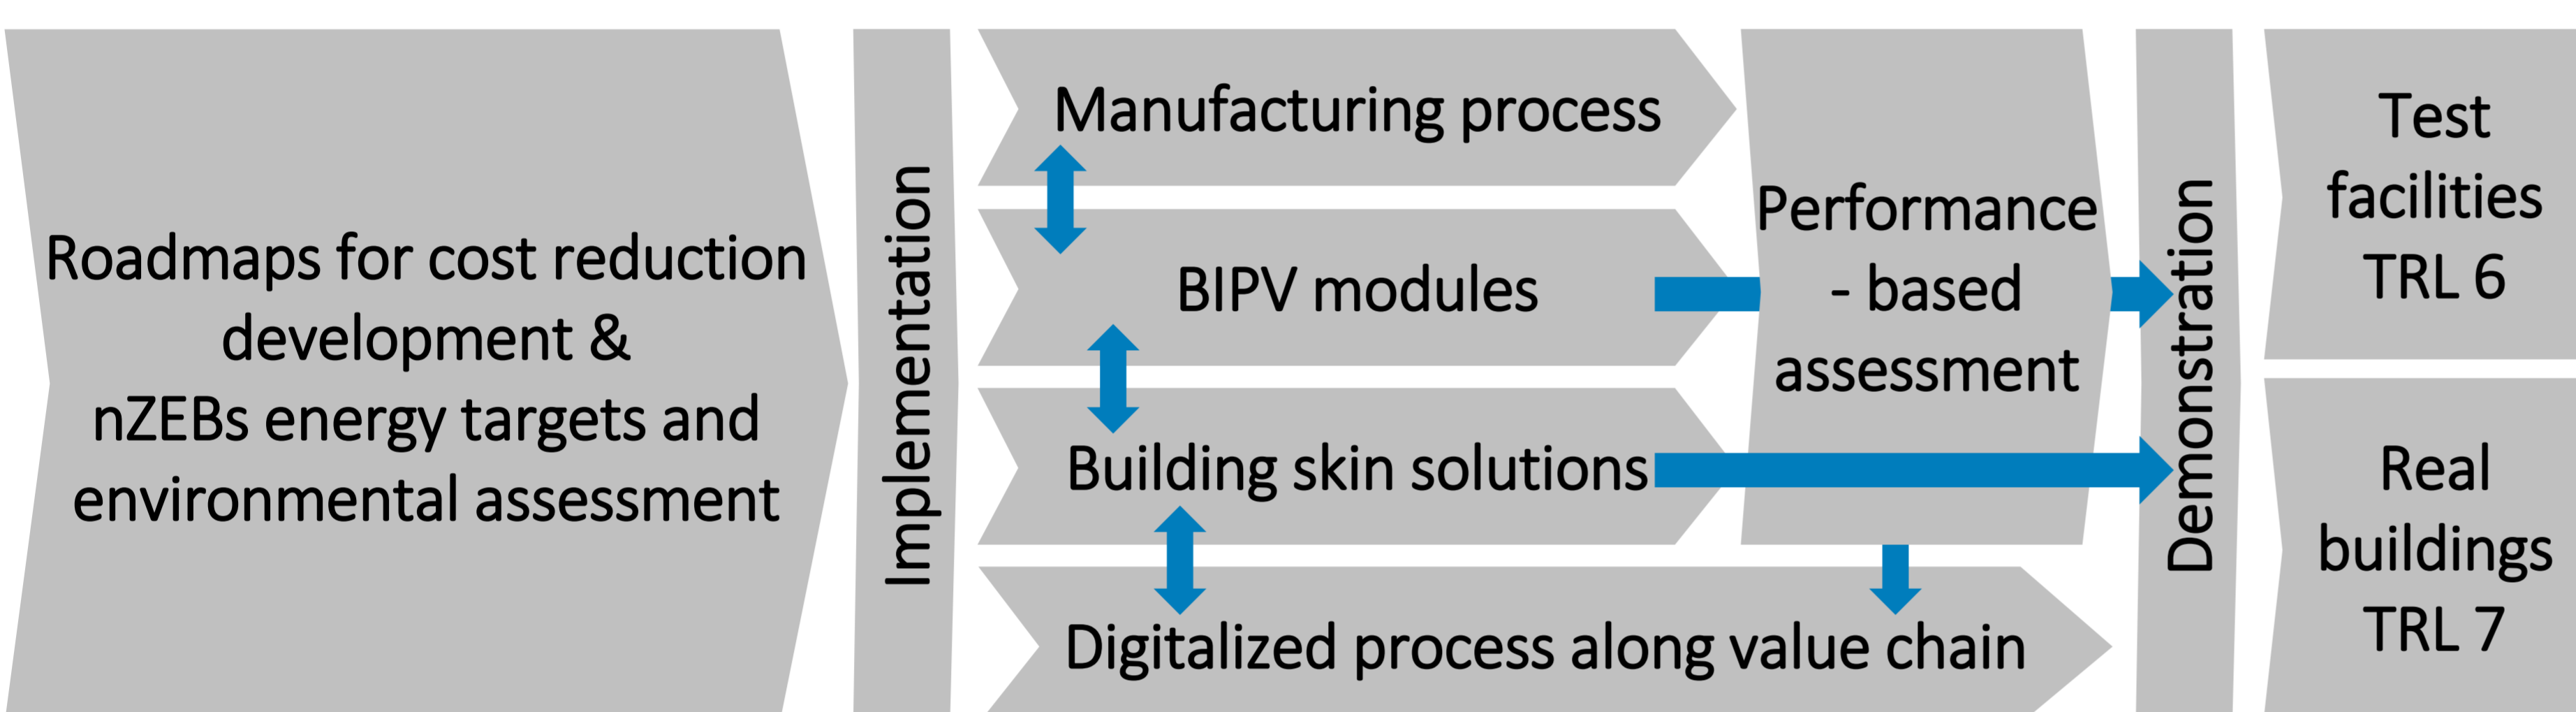 Roadmaps for cost reduction
development &
nZEBs energy targets and
environmental assessment
Implementation
Manufacturing process
BIPV modules
Building skin solutions
Digitalized process along value chain
Performance
- based
assessment
Demonstration
Test
facilities
TRL 6
Real
buildings
TRL 7